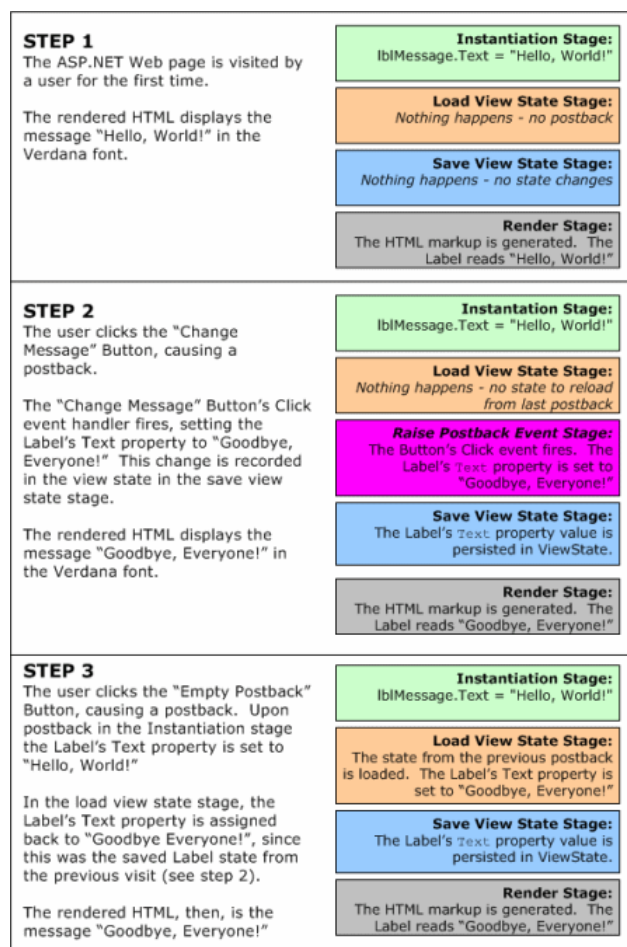 STEP 1
The ASP.NET Web page is visited by
a user for the first time.
The rendered HTML displays the
message “Hello, World!” in the
Verdana font.
Instantiation Stage:
lblMessage.Text = "Hello, World!"
Load View State Stage:
Nothing happens - no postback
Save View State Stage:
Nothing happens - no state changes
Render Stage:
The HTML markup is generated. The
Label reads “Hello, World!”
STEP 2
The user clicks the “Change
Message” Button, causing a
postback.
The “Change Message” Button’s Click
event handler fires, setting the
Label’s Text property to “Goodbye,
Everyone!” This change is recorded
in the view state in the save view
state stage.
The rendered HTML displays the
message “Goodbye, Everyone!” in
the Verdana font.
Instantation Stage:
lblMessage.Text = "Hello, World!"
Load View State Stage:
Nothing happens - no state to reload
from last postback
Raise Postback Event Stage:
The Button’s Click event fires. The
Label’s Text property is set to
“Goodbye, Everyone!”
Save View State Stage:
The Label’s Text property value is
persisted in ViewState.
Render Stage:
The HTML markup is generated. The
Label reads “Goodbye, Everyone!”
STEP 3
The user clicks the “Empty Postback”
Button, causing a postback. Upon
postback in the Instantiation stage
the Label’s Text property is set to
“Hello, World!”
In the load view state stage, the
Label’s Text property is assigned
back to “Goodbye Everyone!”, since
this was the saved Label state from
the previous visit (see step 2).
The rendered HTML, then, is the
message “Goodbye, Everyone!”
Instantiation Stage:
lblMessage.Text = "Hello, World!"
Load View State Stage:
The state from the previous postback
is loaded. The Label’s Text property is
set to “Goodbye, Everyone!”
Save View State Stage:
The Label’s Text property value is
persisted in ViewState.
Render Stage:
The HTML markup is generated. The
Label reads “Goodbye, Everyone!”